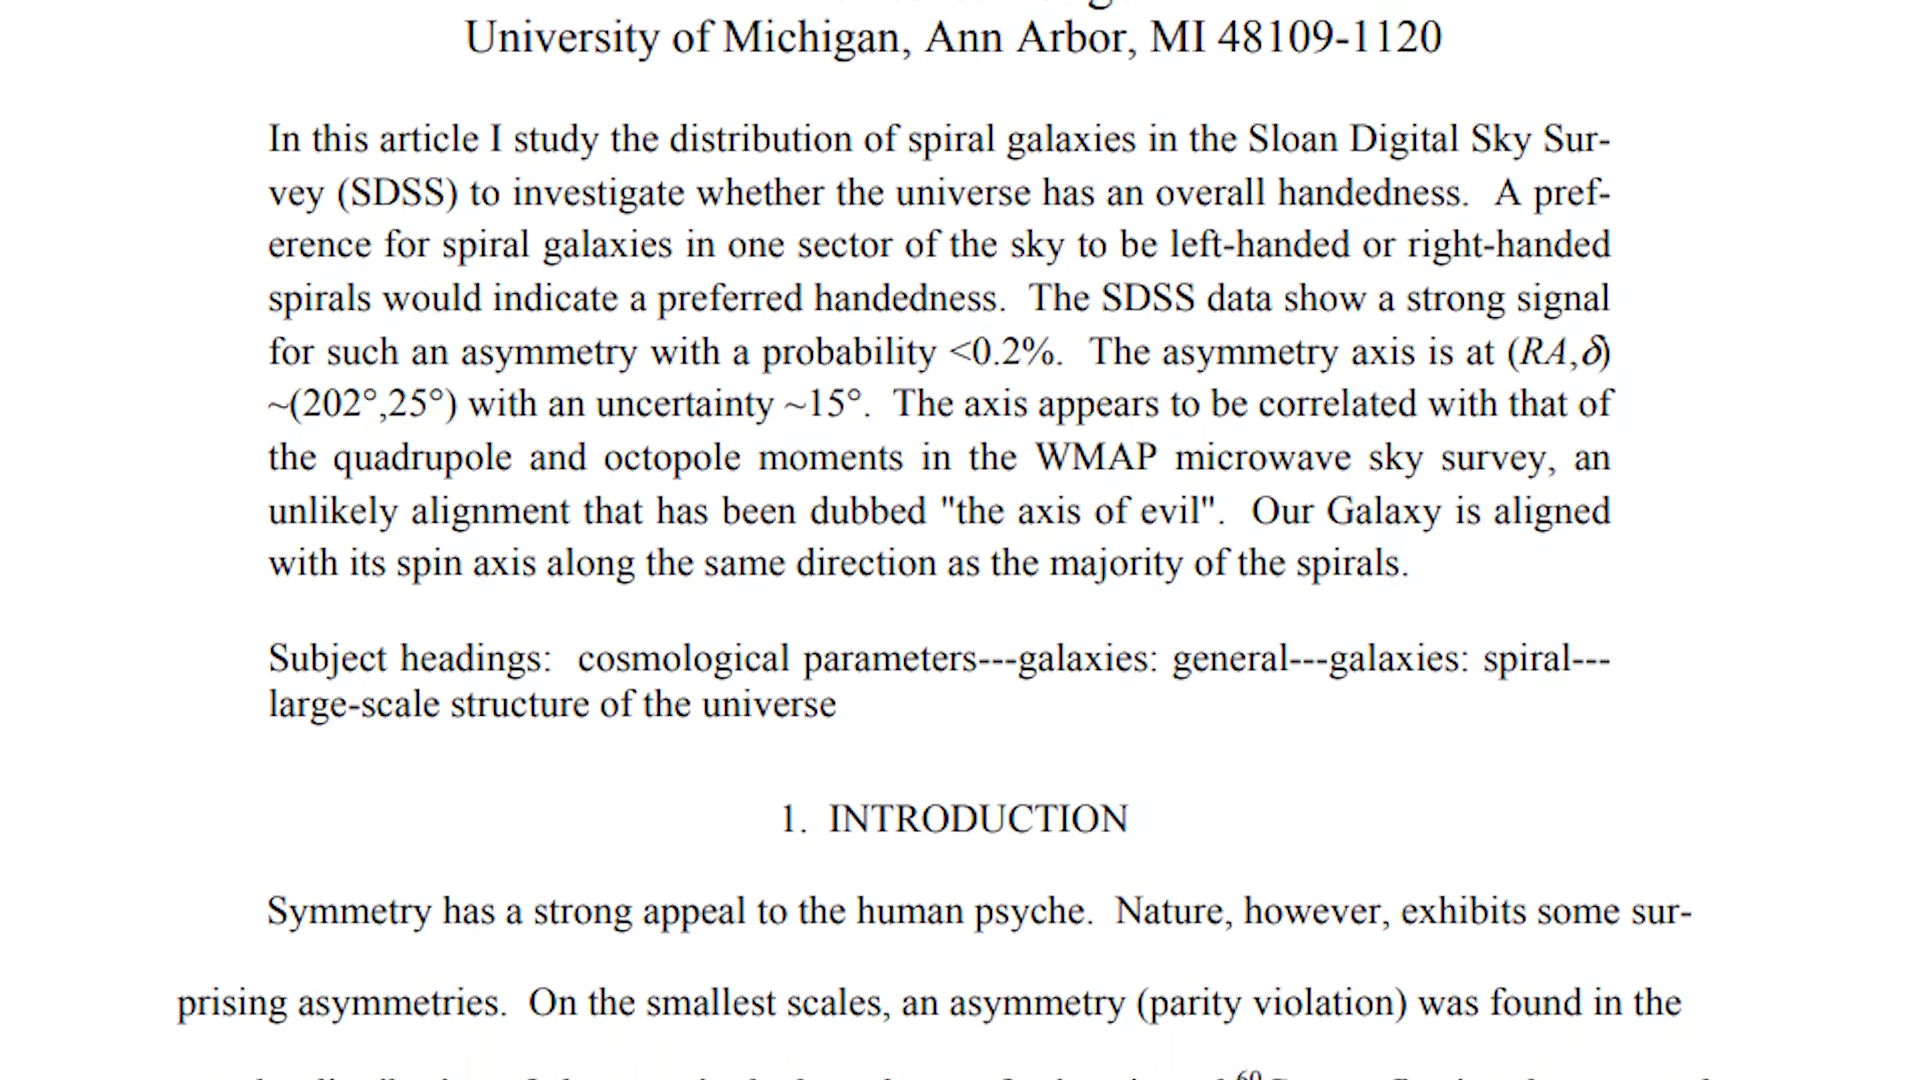 University of Michigan, Ann Arbor, MI 48109-1120
In this article I study the distribution of spiral galaxies in the Sloan Digital Sky Sur-
vey (SDSS) to investigate whether the universe has an overall handedness.  A pref-
erence for spiral galaxies in one sector of the sky to be left-handed or right-handed
spirals would indicate a preferred handedness.  The SDSS data show a strong signal
for such an asymmetry with a probability <0.2%.  The asymmetry axis is at (RA,δ)
~(202°,25°) with an uncertainty ~15°.  The axis appears to be correlated with that of
the quadrupole and octopole moments in the WMAP microwave sky survey, an
unlikely alignment that has been dubbed "the axis of evil".  Our Galaxy is aligned
with its spin axis along the same direction as the majority of the spirals.
Subject headings:  cosmological parameters---galaxies: general---galaxies: spiral---
large-scale structure of the universe
1.  INTRODUCTION
Symmetry has a strong appeal to the human psyche.  Nature, however, exhibits some sur-
prising asymmetries.  On the smallest scales, an asymmetry (parity violation) was found in the